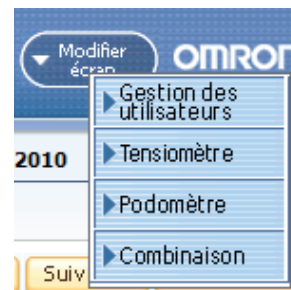 Modifier
écran
OMRON
Gestion des
utilisateurs
2010
Tensiomètre
Podomètre
Combinaison
Suiv